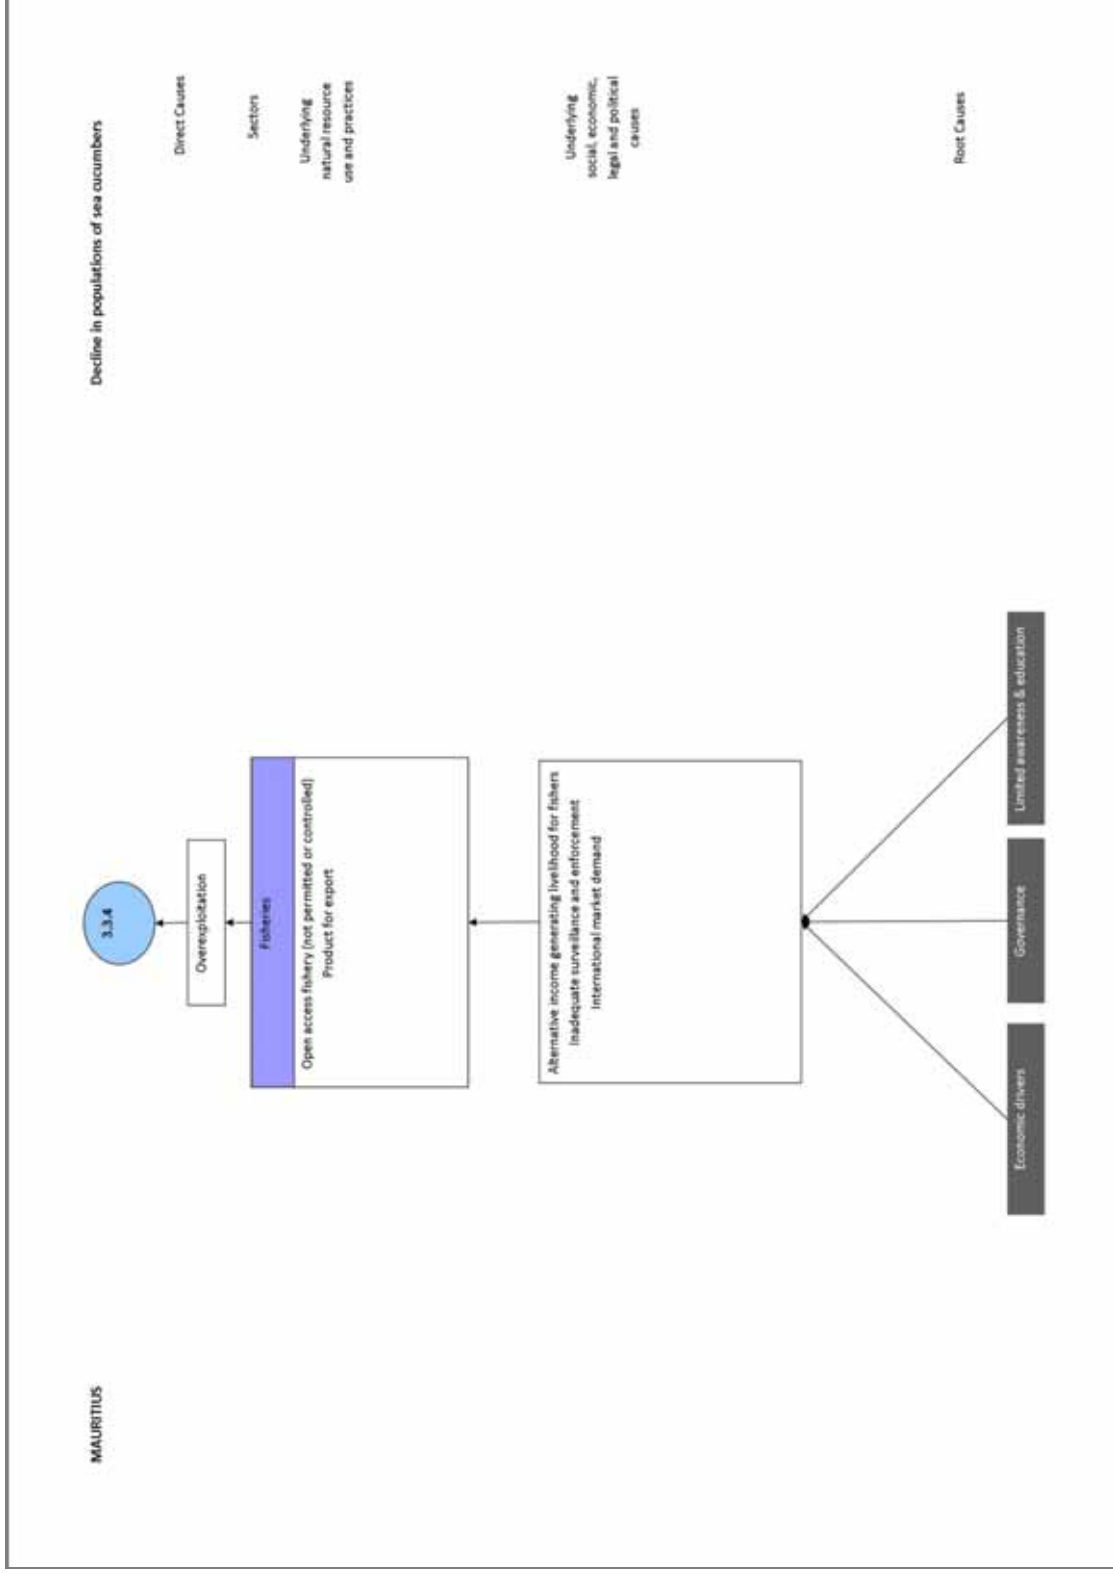 MAURITIUS
Decline in populations of sea cucumbers
3.3.4
Direct Causes
Overexploitation
Sectors
Fisheries
Underlying
natural resource
use and practices
Open access fishery (not permitted or controlled)
Product for export
Underlying
social, economic,
legal and political
causes
Alternative income generating livelihood for fishers
Inadequate surveillance and enforcement
International market demand
Root Causes
Economic drivers
Governance
Limited awareness & education